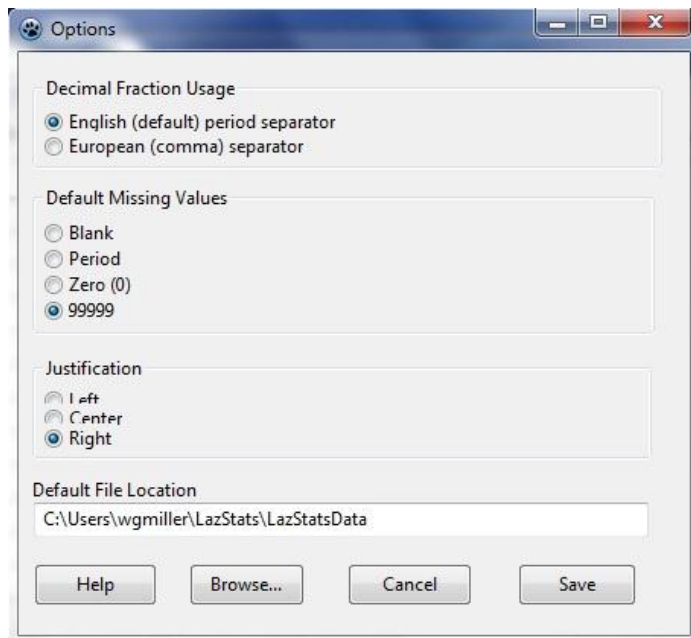 Options
Decimal Fraction Usage
English (default) period separator
European (comma) separator
Default Missing Values
Blank
Period
Zero (0)
99999
Justification
Left
Center
Right
Default File Location
C:\Users\wgmiller\LazStats\LazStatsData
Help Browse... Cancel Save